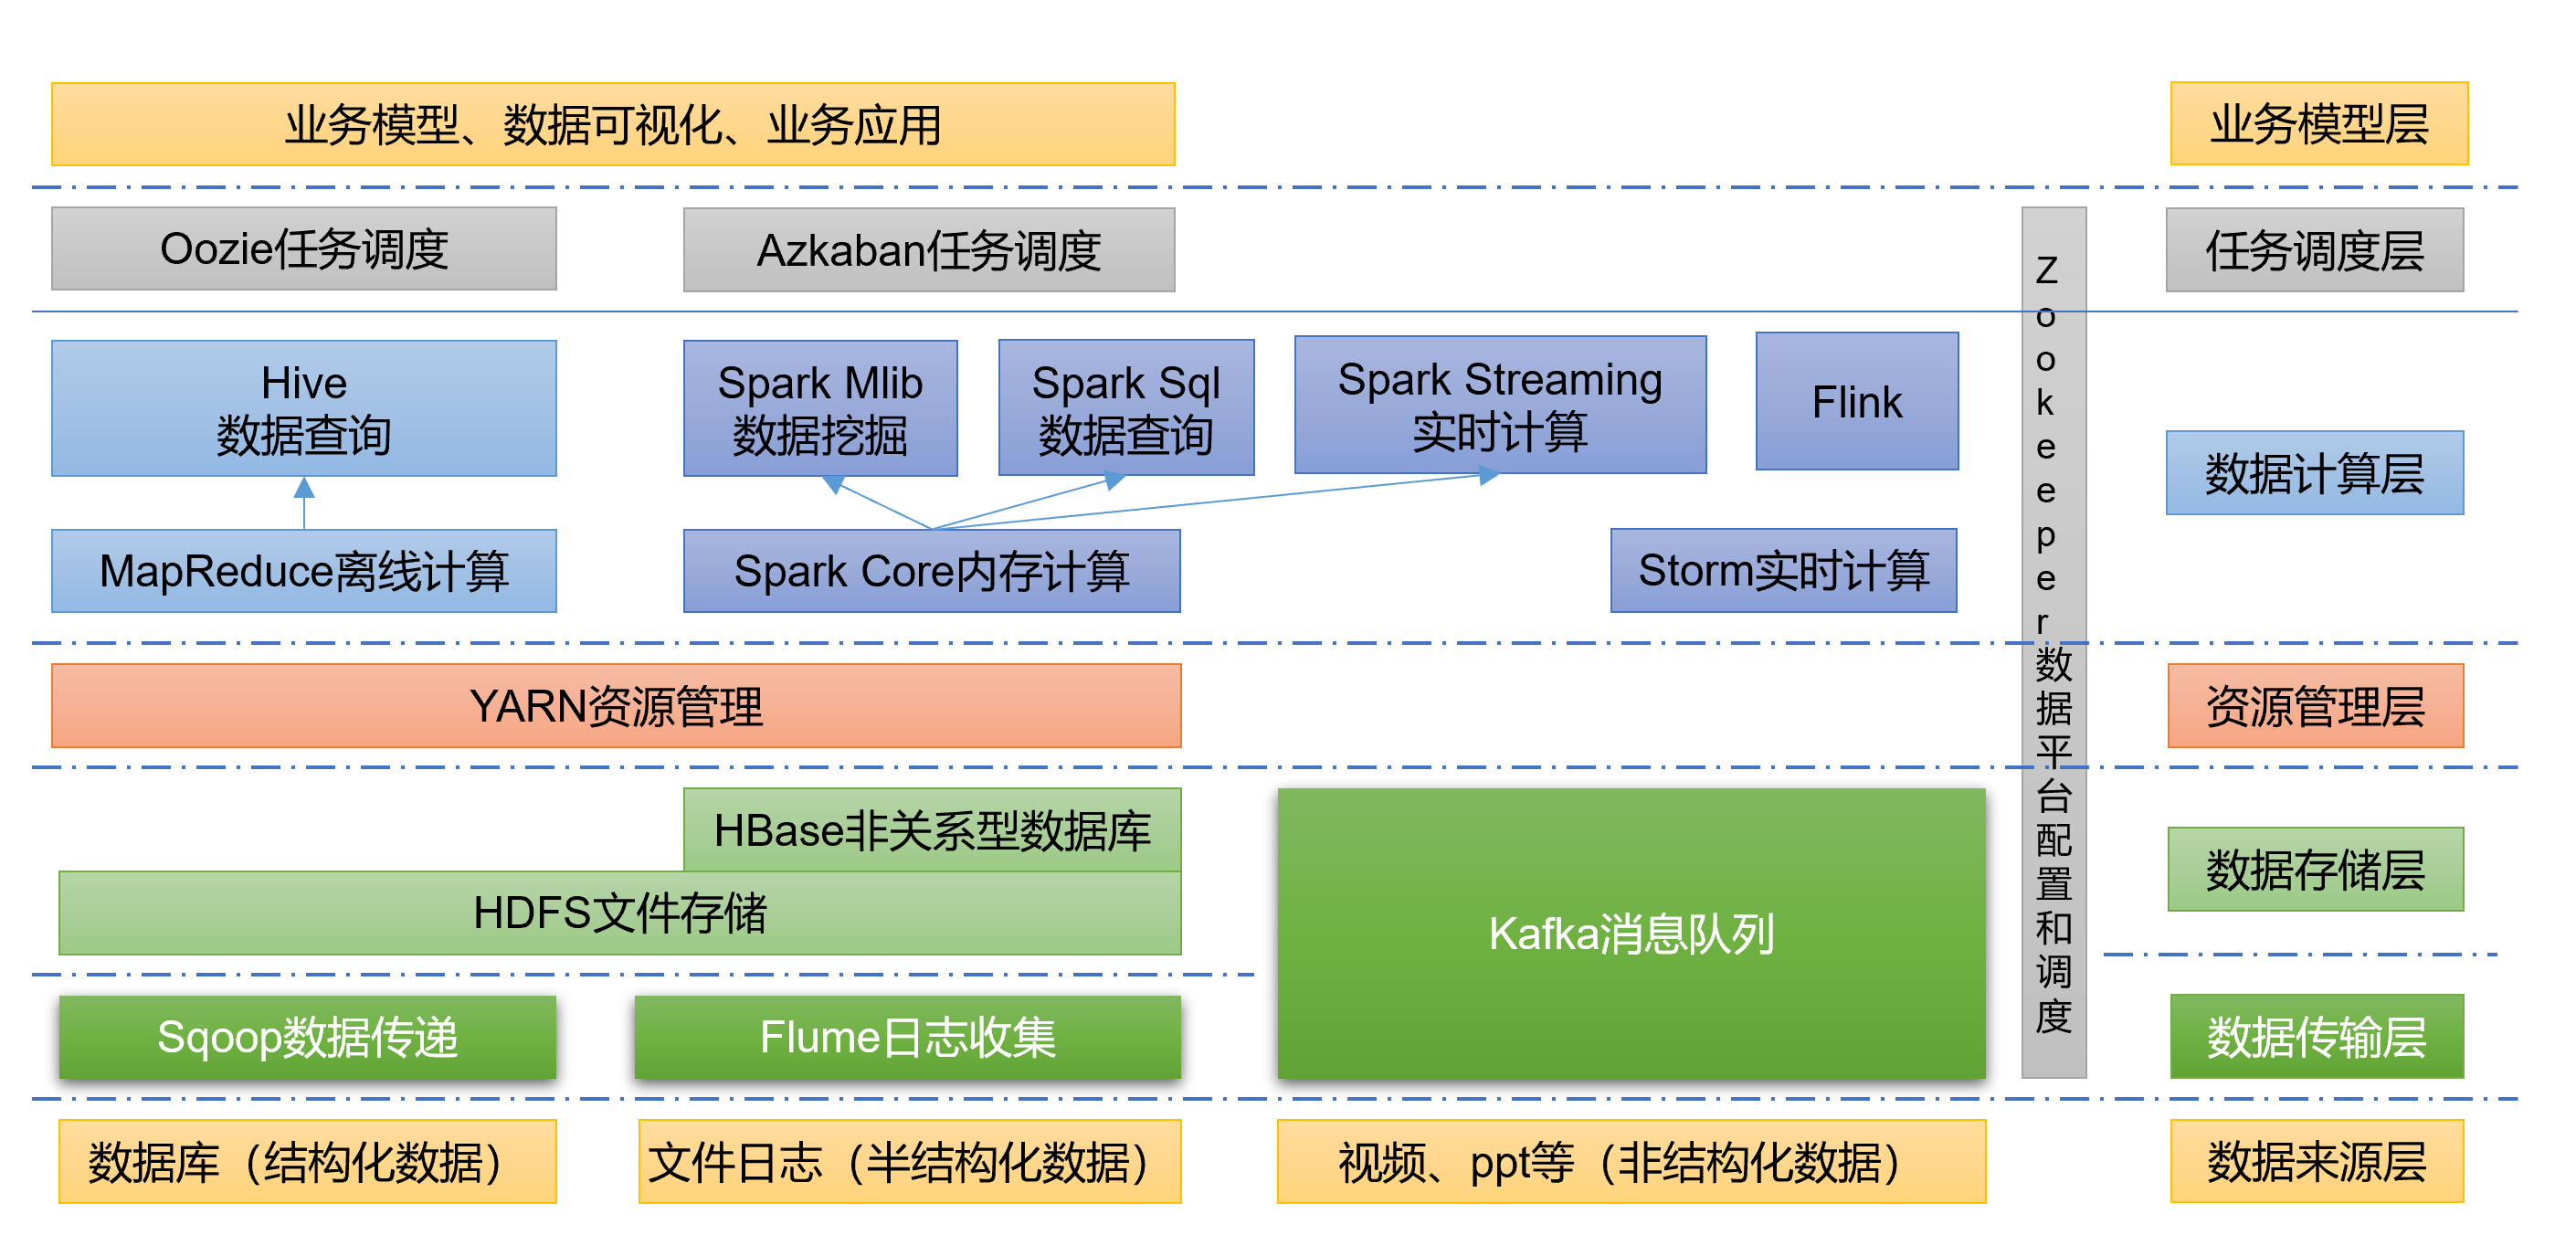 业务模型、数据可视化、业务应用
业务模型层
Oozie任务调度
Azkaban任务调度
任务调度层
Hive
数据查询
Spark Mlib
数据挖掘
Spark Sql
数据查询
Spark Streaming
实时计算
Flink
数据计算层
MapReduce离线计算
Spark Core内存计算
Storm实时计算
Zookeeper数据平台配置和调度
YARN资源管理
资源管理层
HBase非关系型数据库
HDFS文件存储
Kafka消息队列
数据存储层
Sqoop数据传递
Flume日志收集
数据传输层
数据库（结构化数据）
文件日志（半结构化数据）
视频、ppt等（非结构化数据）
数据来源层